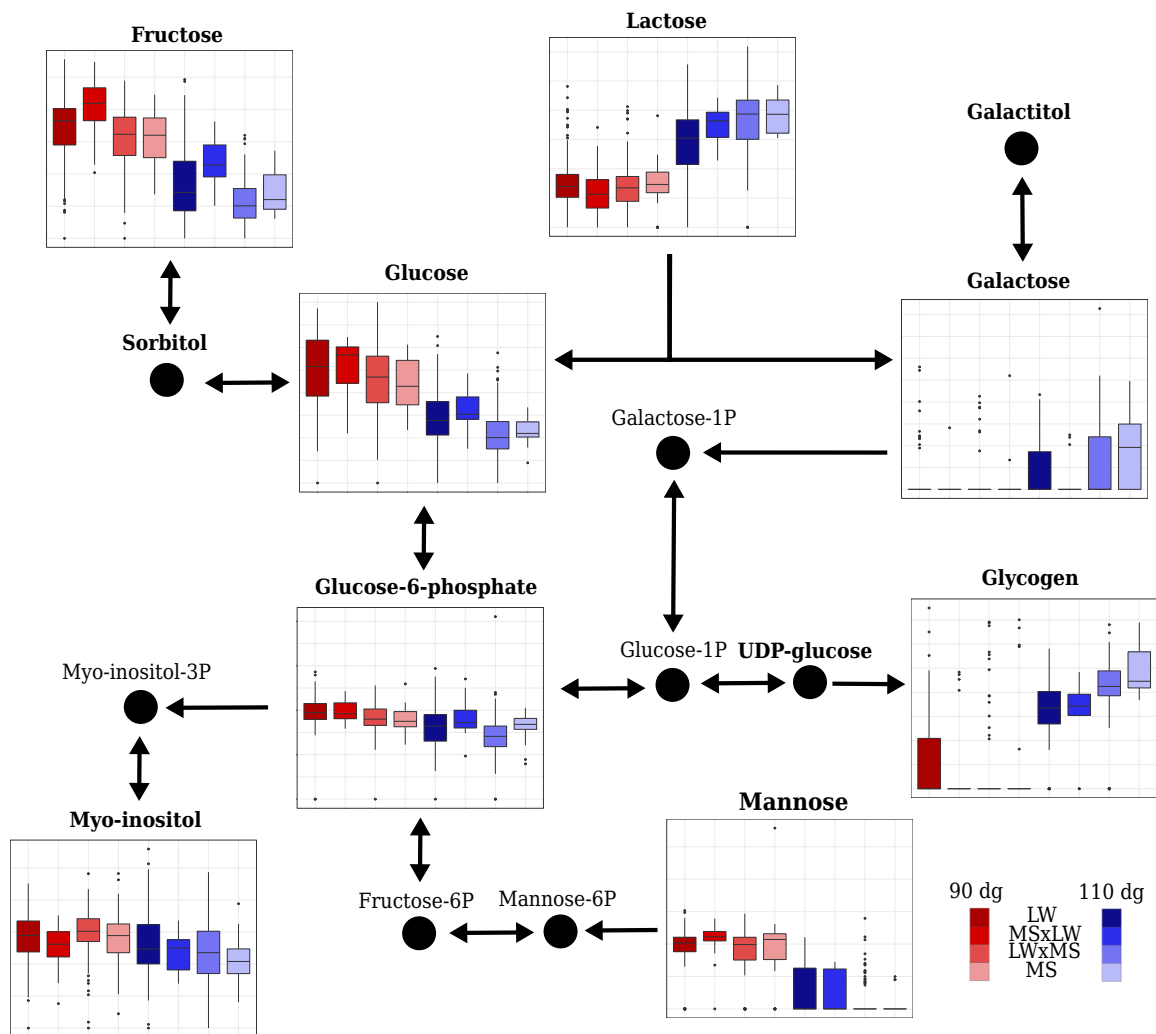 Lactose
Fructose
Galactitol
Glucose
Galactose
Sorbitol
Galactose-1P
Glycogen
Glucose-6-phosphate
Glucose-1P
UDP-glucose
Myo-inositol-3P
Mannose
Myo-inositol
Fructose-6P
Mannose-6P
90 dg
110 dg
LW
MSxLW
LWxMS
MS